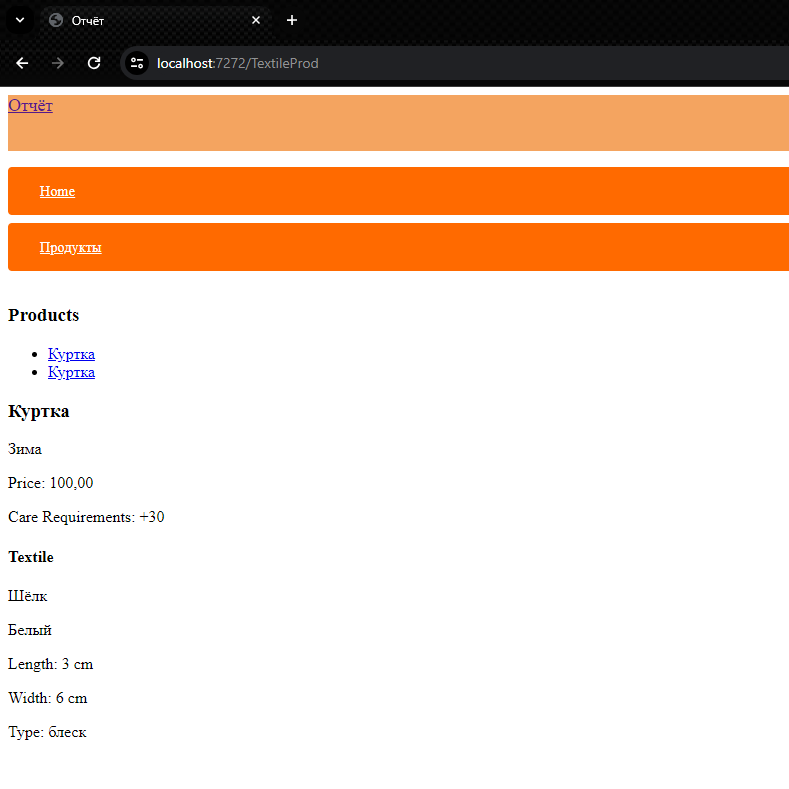 Отчёт
localhost:7272/TextileProd
Отчёт
Home
Продукты
Products
Куртка
Куртка
Куртка
Зима
Price: 100,00
Care Requirements: +30
Textile
Шёлк
Белый
Length: 3 cm
Width: 6 cm
Type: блеск